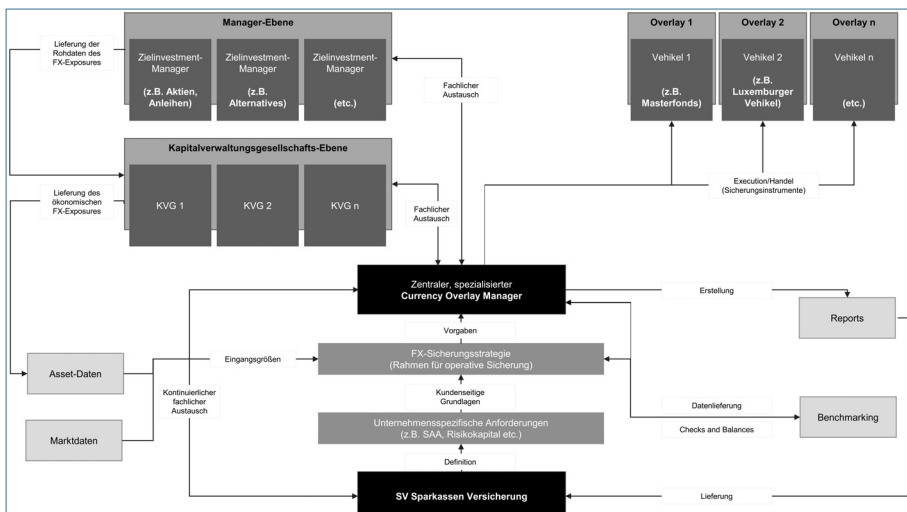 Manager-Ebene
Lieferung der
Rohdaten des
FX-Exposures
Zielinvestment-
Manager
(z.B. Aktien,
Anleihen)
Zielinvestment-
Manager
(z.B.
Alternatives)
Zielinvestment-
Manager
(etc.)
Fachlicher
Austausch
Overlay 1
Vehikel 1
(z.B.
Masterfonds)
Overlay 2
Vehikel 2
(z.B.
Luxemburger
Vehikel)
Overlay n
Vehikel n
(etc.)
Kapitalverwaltungsgesellschafts-Ebene
Lieferung des
ökonomischen
FX-Exposures
KVG 1
KVG 2
KVG n
Fachlicher
Austausch
Execution/Handel
(Sicherungsinstrumente)
Zentraler, spezialisierter
Currency Overlay Manager
Erstellung
Reports
Vorgaben
Eingangsgrößen
FX-Sicherungsstrategie
(Rahmen für operative Sicherung)
Asset-Daten
Kontinuierlicher
fachlicher
Austausch
Kundenseitige
Grundlagen
Datenlieferung
Checks and Balances
Benchmarking
Marktdaten
Unternehmensspezifische Anforderungen
(z.B. SAA, Risikokapital etc.)
Definition
SV Sparkassen Versicherung
Lieferung